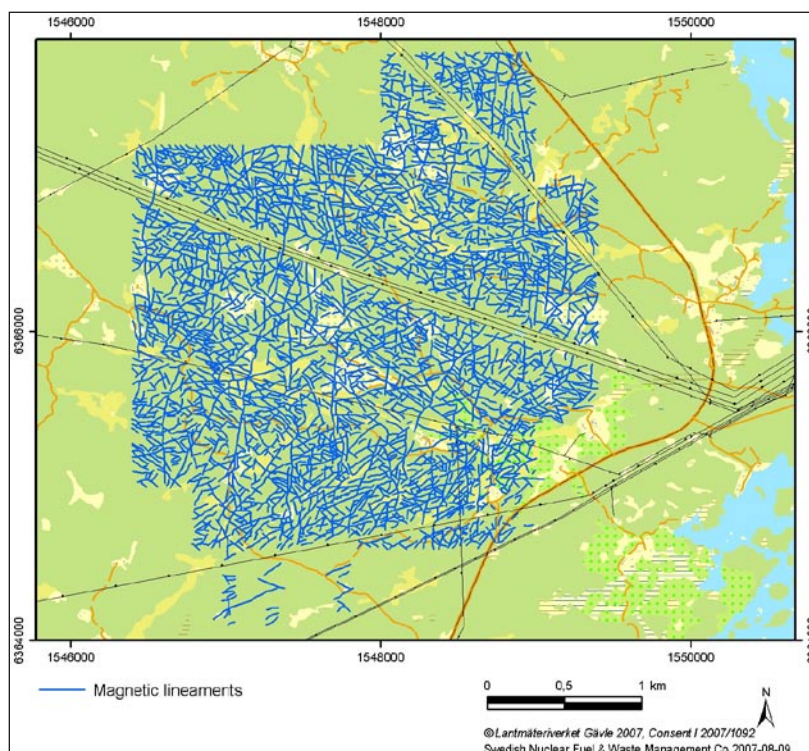 1546000 1548000 1550000
6366000
6364000
1546000 1548000 1550000
Magnetic lineaments
0 0,5 1 km
N
©Lantmäteriverket Gävle 2007, Consent I 2007/1092
Swedish Nuclear Fuel & Waste Management Co 2007-08-09